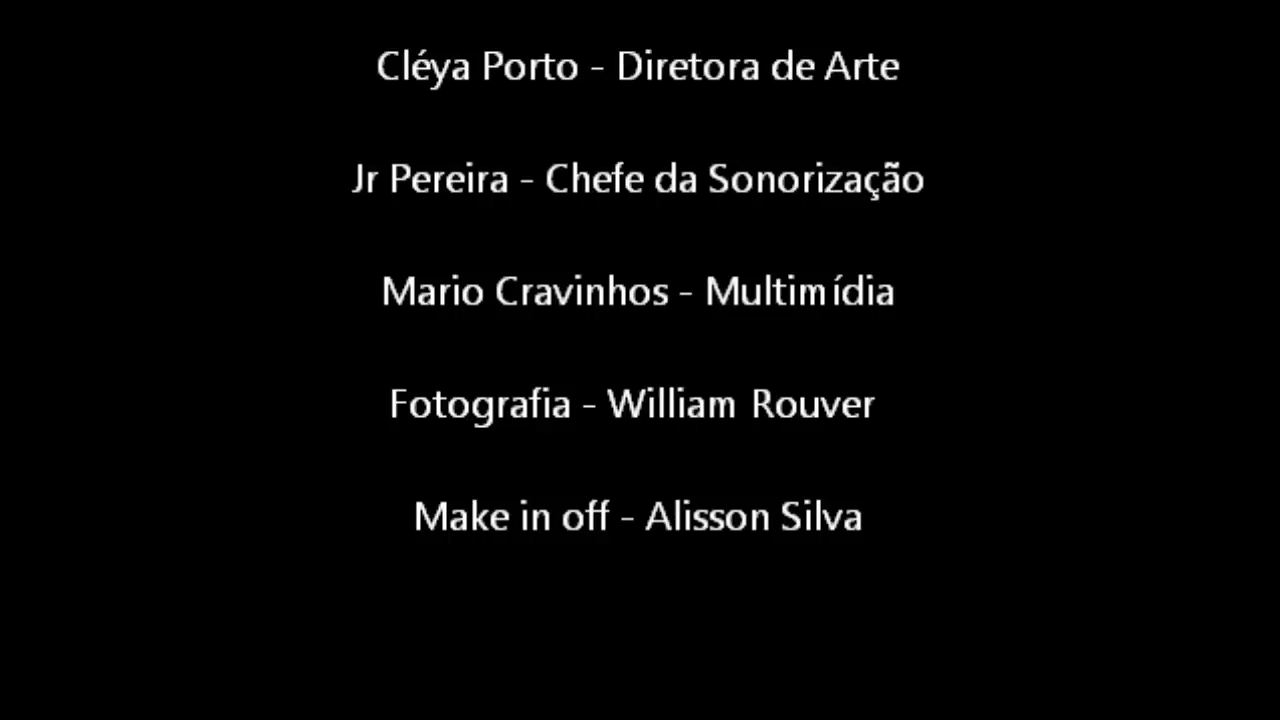 Cléya Porto - Diretora de Arte
Jr Pereira - Chefe da Sonorização
Mario Cravinhos - Multimídia
Fotografia - William Rouver
Make in off - Alisson Silva